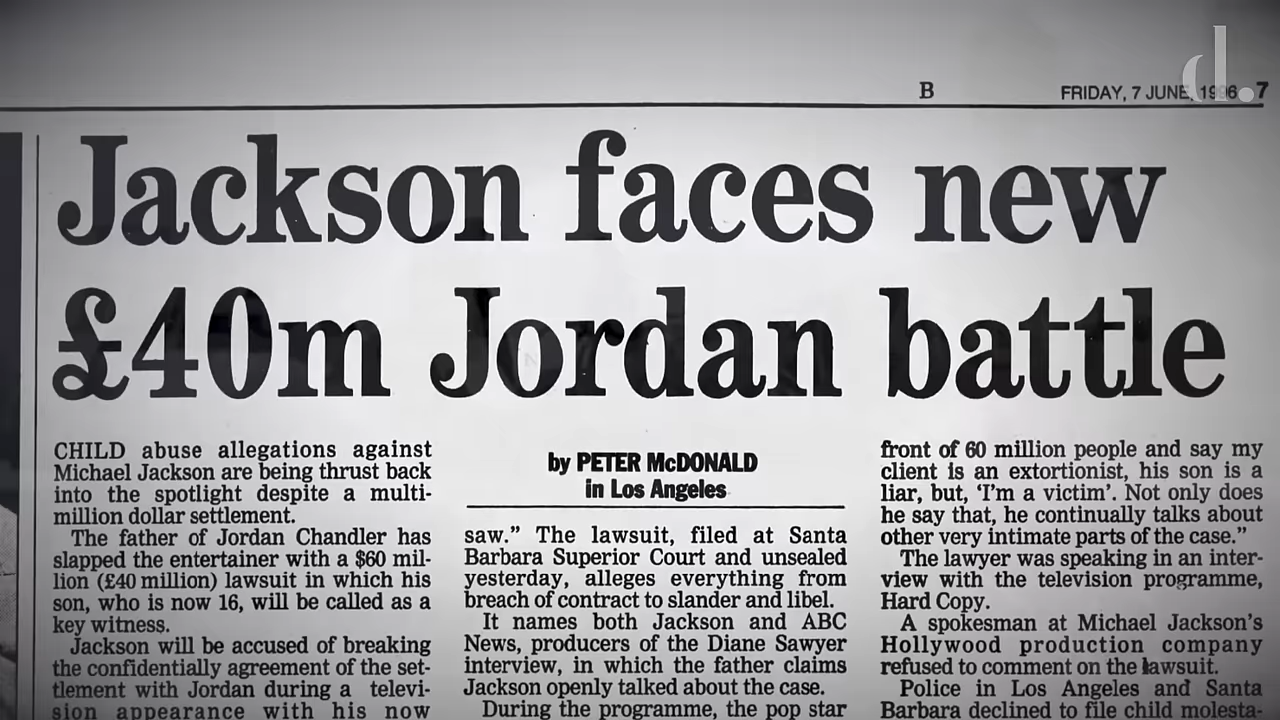 d.
B
FRIDAY, 7 JUNE, 1996 7
Jackson faces new
£40m Jordan battle
CHILD abuse allegations against
Michael Jackson are being thrust back
into the spotlight despite a multi-
million dollar settlement.
The father of Jordan Chandler has
slapped the entertainer with a $60 mil-
lion (£40 million) lawsuit in which his
son, who is now 16, will be called as a
key witness.
Jackson will be accused of breaking
the confidentially agreement of the set-
tlement with Jordan during a televi-
sion appearance with his now
by PETER McDONALD
in Los Angeles
saw." The lawsuit, filed at Santa
Barbara Superior Court and unsealed
yesterday, alleges everything from
breach of contract to slander and libel.
It names both Jackson and ABC
News, producers of the Diane Sawyer
interview, in which the father claims
Jackson openly talked about the case.
During the programme, the pop star
front of 60 million people and say my
client is an extortionist, his son is a
liar, but, 'I'm a victim'. Not only does
he say that, he continually talks about
other very intimate parts of the case."
The lawyer was speaking in an inter-
view with the television programme,
Hard Copy.
A spokesman at Michael Jackson's
Hollywood production company
refused to comment on the lawsuit.
Police in Los Angeles and Santa
Barbara declined to file child molesta-